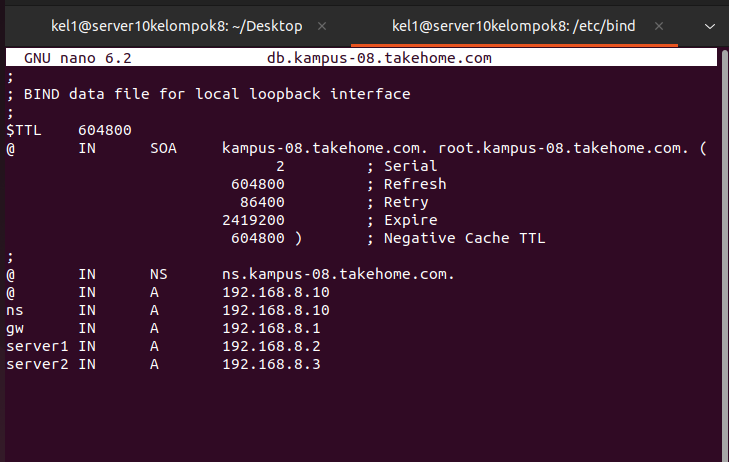 kel1@server10kelompok8: ~/Desktop × kel1@server10kelompok8: /etc/bind ×
GNU nano 6.2 db.kampus-08.takehome.com
;
; BIND data file for local loopback interface
;
$TTL    604800
@       IN      SOA     kampus-08.takehome.com. root.kampus-08.takehome.com. (
                              2         ; Serial
                         604800         ; Refresh
                          86400         ; Retry
                        2419200         ; Expire
                         604800 )       ; Negative Cache TTL
;
@       IN      NS      ns.kampus-08.takehome.com.
@       IN      A       192.168.8.10
ns      IN      A       192.168.8.10
gw      IN      A       192.168.8.1
server1 IN      A       192.168.8.2
server2 IN      A       192.168.8.3